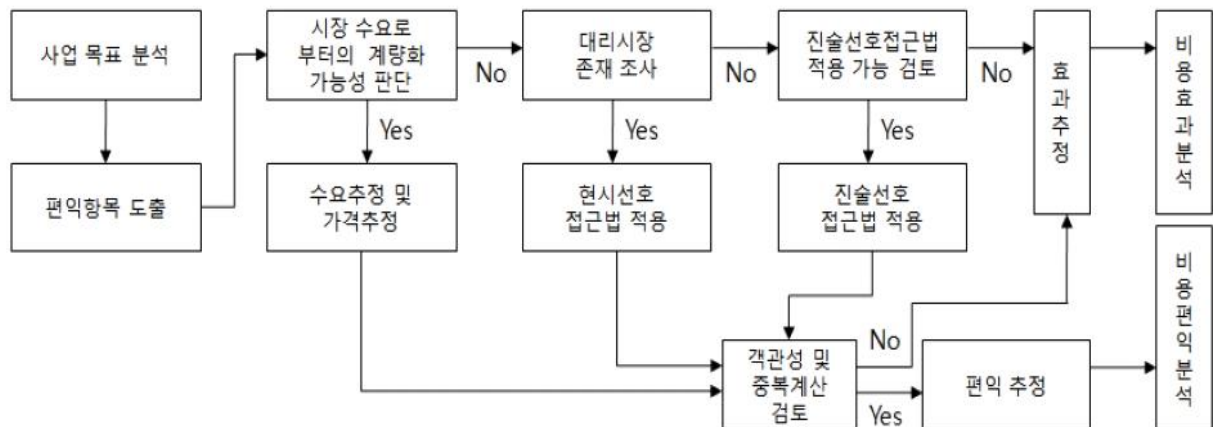 사업 목표 분석
시장 수요로
부터의 계량화
가능성 판단
No
대리시장
존재 조사
No
진술선호접근법
적용 가능 검토
No
효과추정
비용효과분석
Yes
Yes
Yes
편익항목 도출
수요추정 및
가격추정
현시선호
접근법 적용
진술선호
접근법 적용
객관성 및
중복계산
검토
No
Yes
편익 추정
비용편익분석